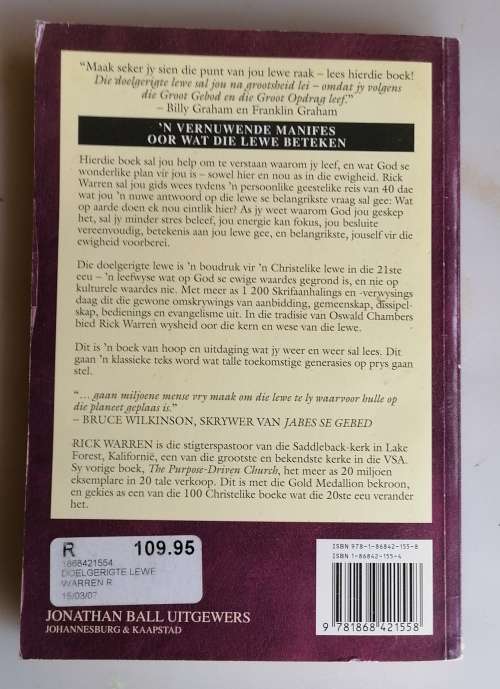 “Maak seker jy sien die punt van jou lewe raak – lees hierdie boek!
Die doelgerigte lewe sal jou na grootsheid lei – omdat jy volgens
die Groot Gebod en die Groot Opdrag leef.”
– Billy Graham en Franklin Graham
’N VERNUWENDE MANIFES
OOR WAT DIE LEWE BETEKEN
Hierdie boek sal jou help om te verstaan waarom jy leef, en wat God se
wonderlike plan vir jou is – sowel hier en nou as in die ewigheid. Rick
Warren sal jou gids wees tydens ’n persoonlike geestelike reis van 40 dae
wat jou ’n nuwe antwoord op die lewe se belangrikste vraag sal gee: Wat
op aarde doen ek nou eintlik hier? As jy weet waarom God jou geskep
het, sal jy minder stres beleef, jou energie kan fokus, jou besluite
vereenvoudig, betekenis aan jou lewe gee, en belangrikste, jouself vir die
ewigheid voorberei.
Die doelgerigte lewe is ’n boudruk vir ’n Christelike lewe in die 21ste
eeu – ’n leefwyse wat op God se ewige waardes gegrond is, en nie op
kulturele waardes nie. Met meer as 1 200 Skrifaanhalings en -verwysings
daag dit die gewone omskrywings van aanbidding, gemeenskap, dissipel-
skap, bedienings en evangelisme uit. In die tradisie van Oswald Chambers
bied Rick Warren wysheid oor die kern en wese van die lewe.
Dit is ’n boek van hoop en uitdaging wat jy weer en weer sal lees. Dit
gaan ’n klassieke teks word wat talle toekomstige generasies op prys gaan
stel.
“… gaan miljoene mense vry maak om die lewe te ly waarvoor hulle op
die planeet geplaas is.”
– BRUCE WILKINSON, SKRYWER VAN JABES SE GEBED
RICK WARREN is die stigterspastoor van die Saddleback-kerk in Lake
Forest, Kalifornië, een van die grootste en bekendste kerke in die VSA.
Sy vorige boek, The Purpose-Driven Church, het meer as 20 miljoen
eksemplare in 20 tale verkoop. Dit is met die Gold Medallion bekroon,
en gekies as een van die 100 Christelike boeke wat die 20ste eeu verander
het.
R 109.95
1868421554
DOELGERIGTE LEWE
WARREN R
15/03/07
JONATHAN BALL UITGEWERS
JOHANNESBURG & KAAPSTAD
ISBN 978-1-86842-155-8
ISBN 1-86842-155-4
9 781868 421558